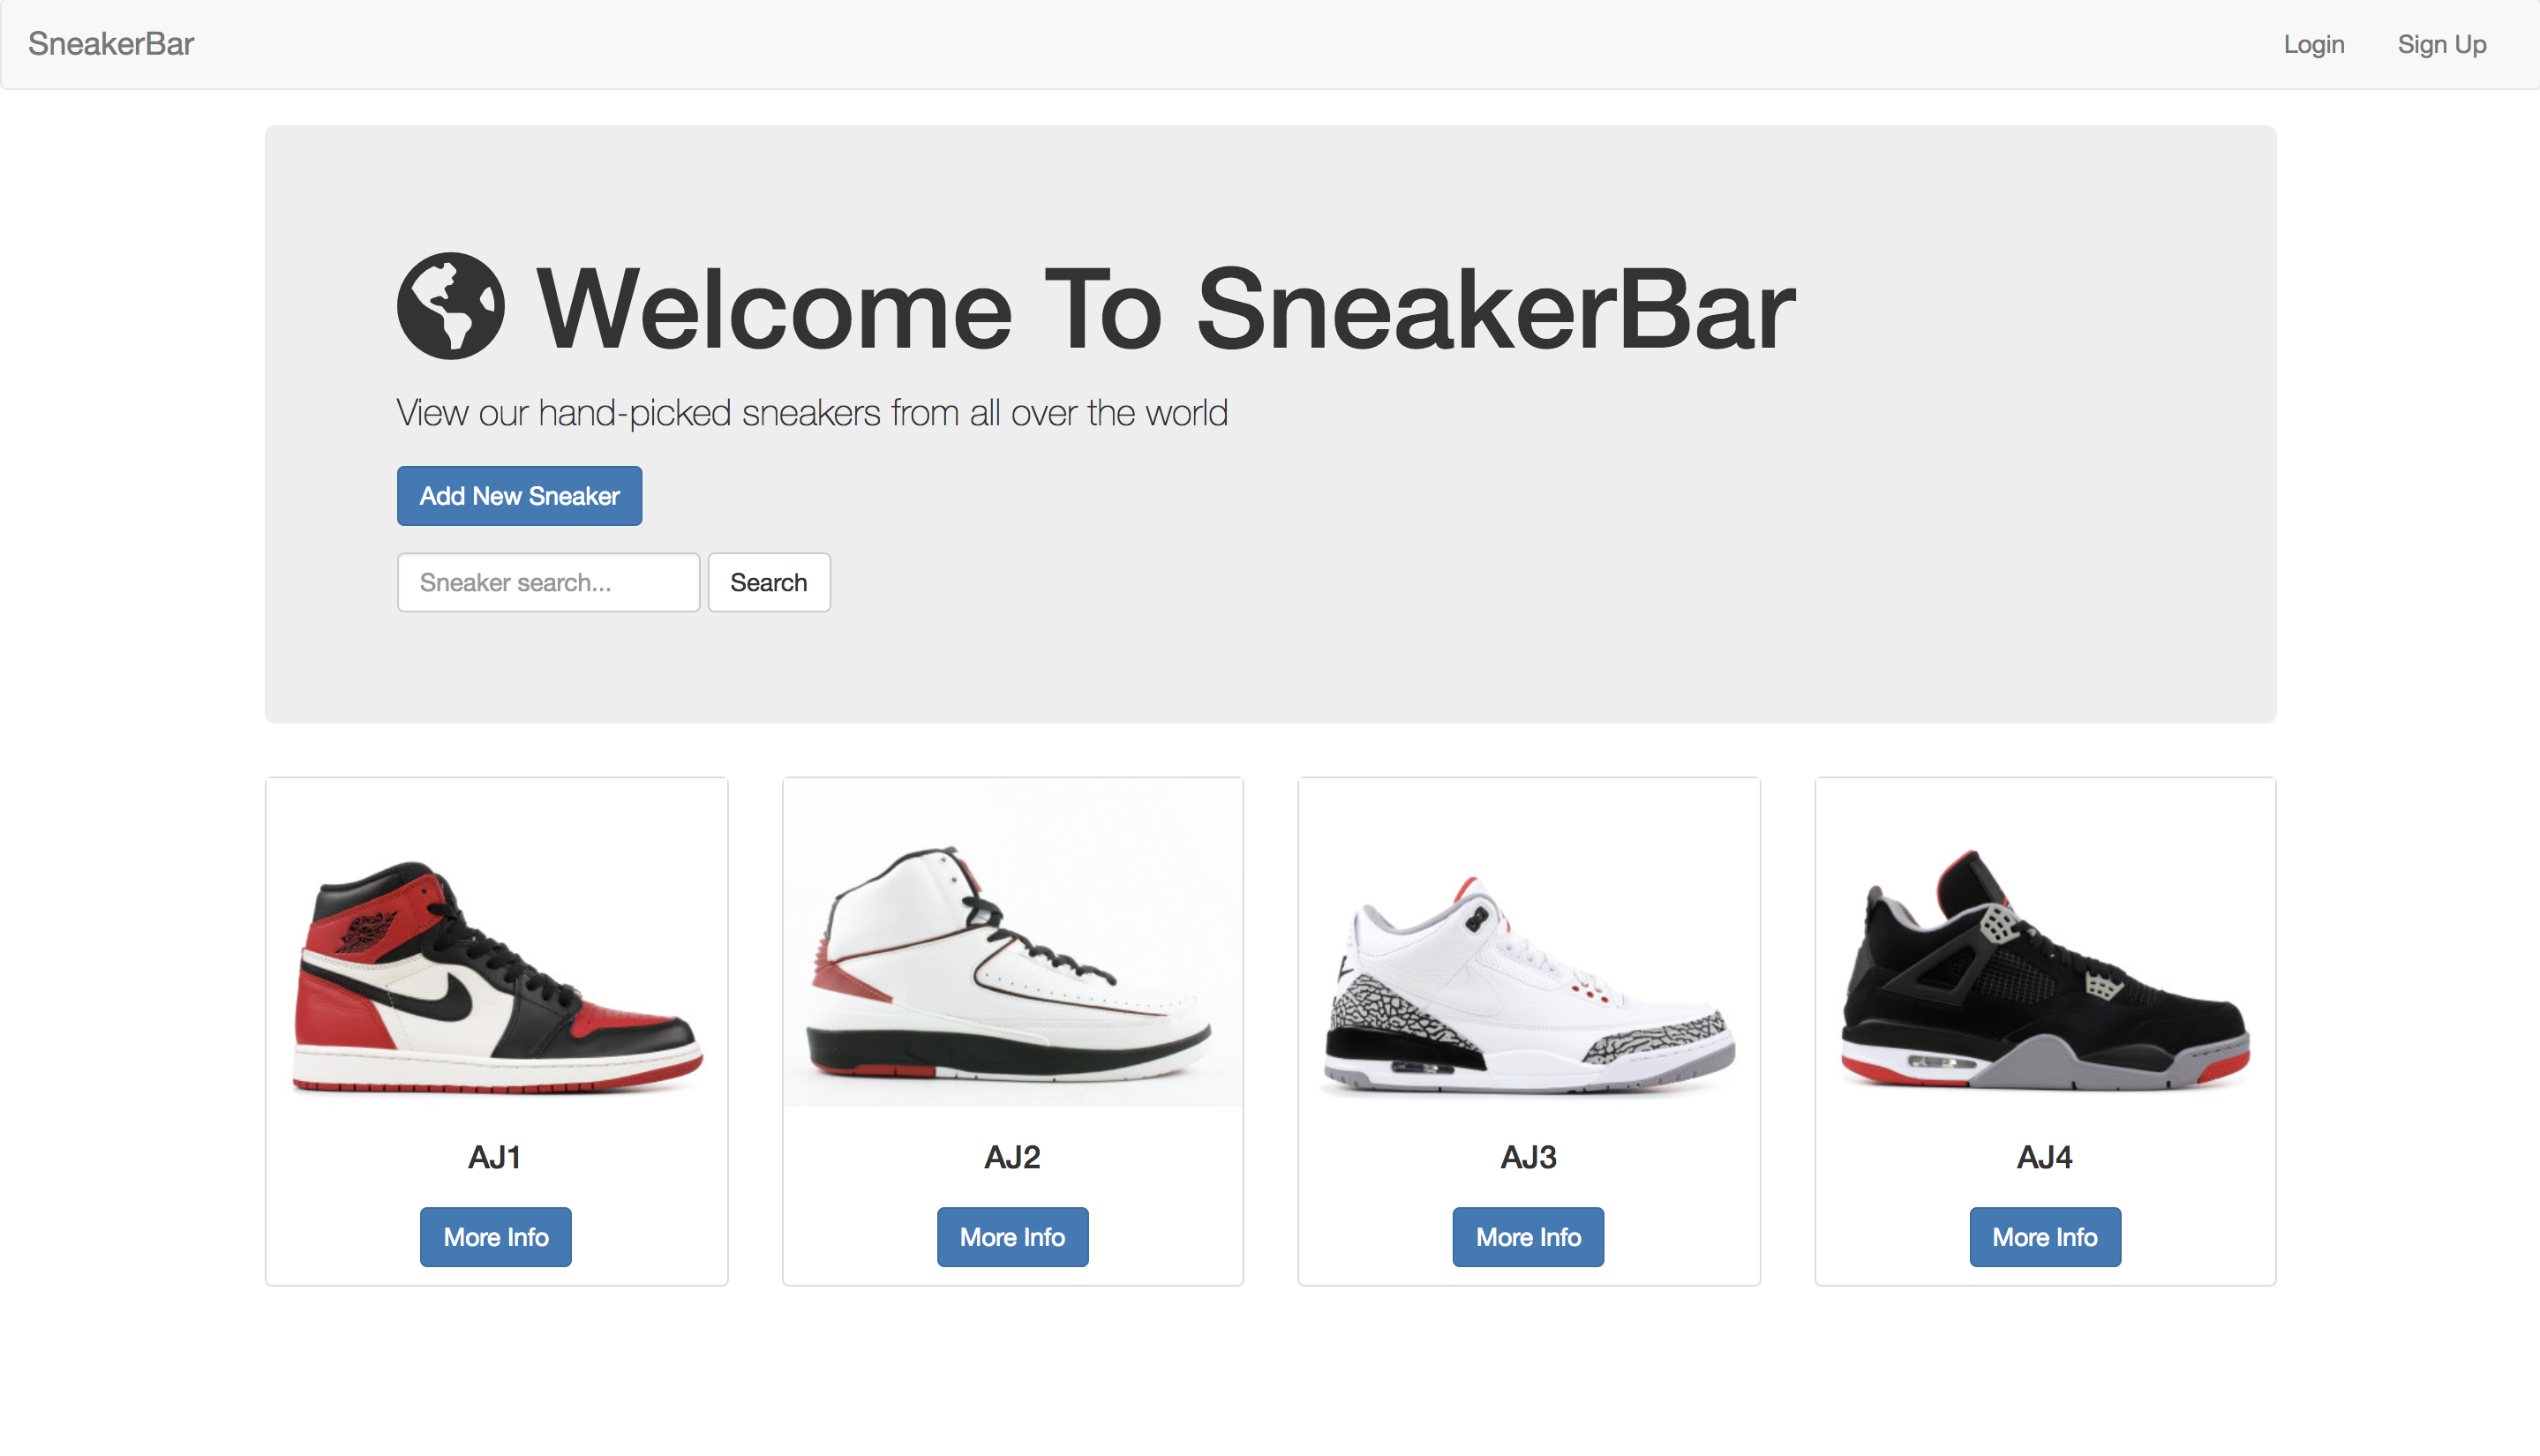 SneakerBar Login Sign Up
Welcome To SneakerBar
View our hand-picked sneakers from all over the world
Add New Sneaker
Sneaker search... Search
AJ1 AJ2 AJ3 AJ4
More Info More Info More Info More Info